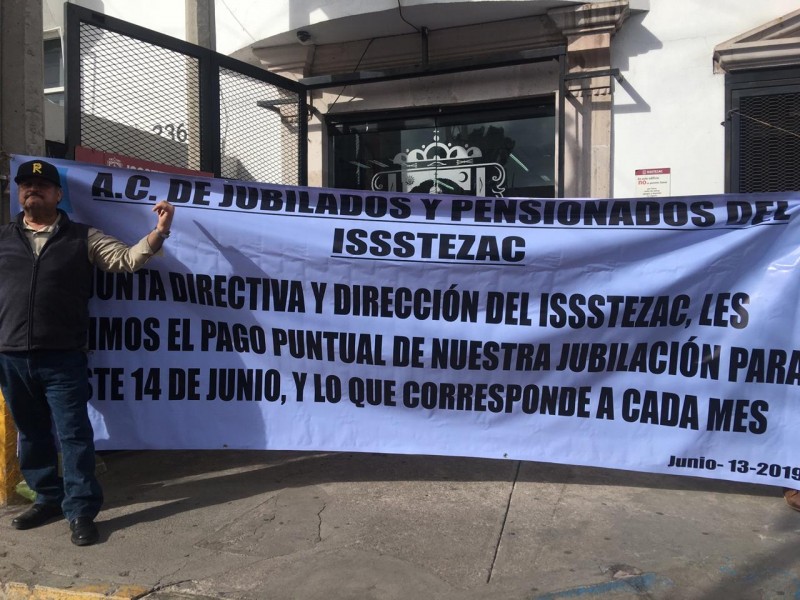 236
ISSSTEZAC
A.C. DE JUBILADOS Y PENSIONADOS DEL
ISSSTEZAC
JUNTA DIRECTIVA Y DIRECCIÓN DEL ISSSTEZAC, LES
IMOS EL PAGO PUNTUAL DE NUESTRA JUBILACIÓN PARA
STE 14 DE JUNIO, Y LO QUE CORRESPONDE A CADA MES
Junio- 13-2019